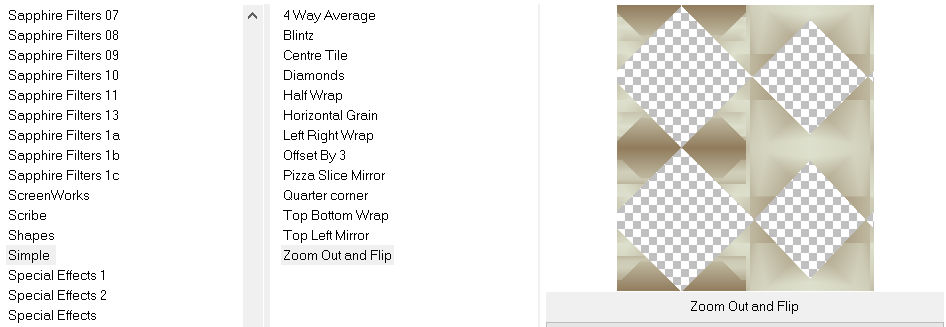 Sapphire Filters 07
Sapphire Filters 08
Sapphire Filters 09
Sapphire Filters 10
Sapphire Filters 11
Sapphire Filters 13
Sapphire Filters 1a
Sapphire Filters 1b
Sapphire Filters 1c
ScreenWorks
Scribe
Shapes
Simple
Special Effects 1
Special Effects 2
Special Effects
4 Way Average
Blintz
Centre Tile
Diamonds
Half Wrap
Horizontal Grain
Left Right Wrap
Offset By 3
Pizza Slice Mirror
Quarter corner
Top Bottom Wrap
Top Left Mirror
Zoom Out and Flip
Zoom Out and Flip